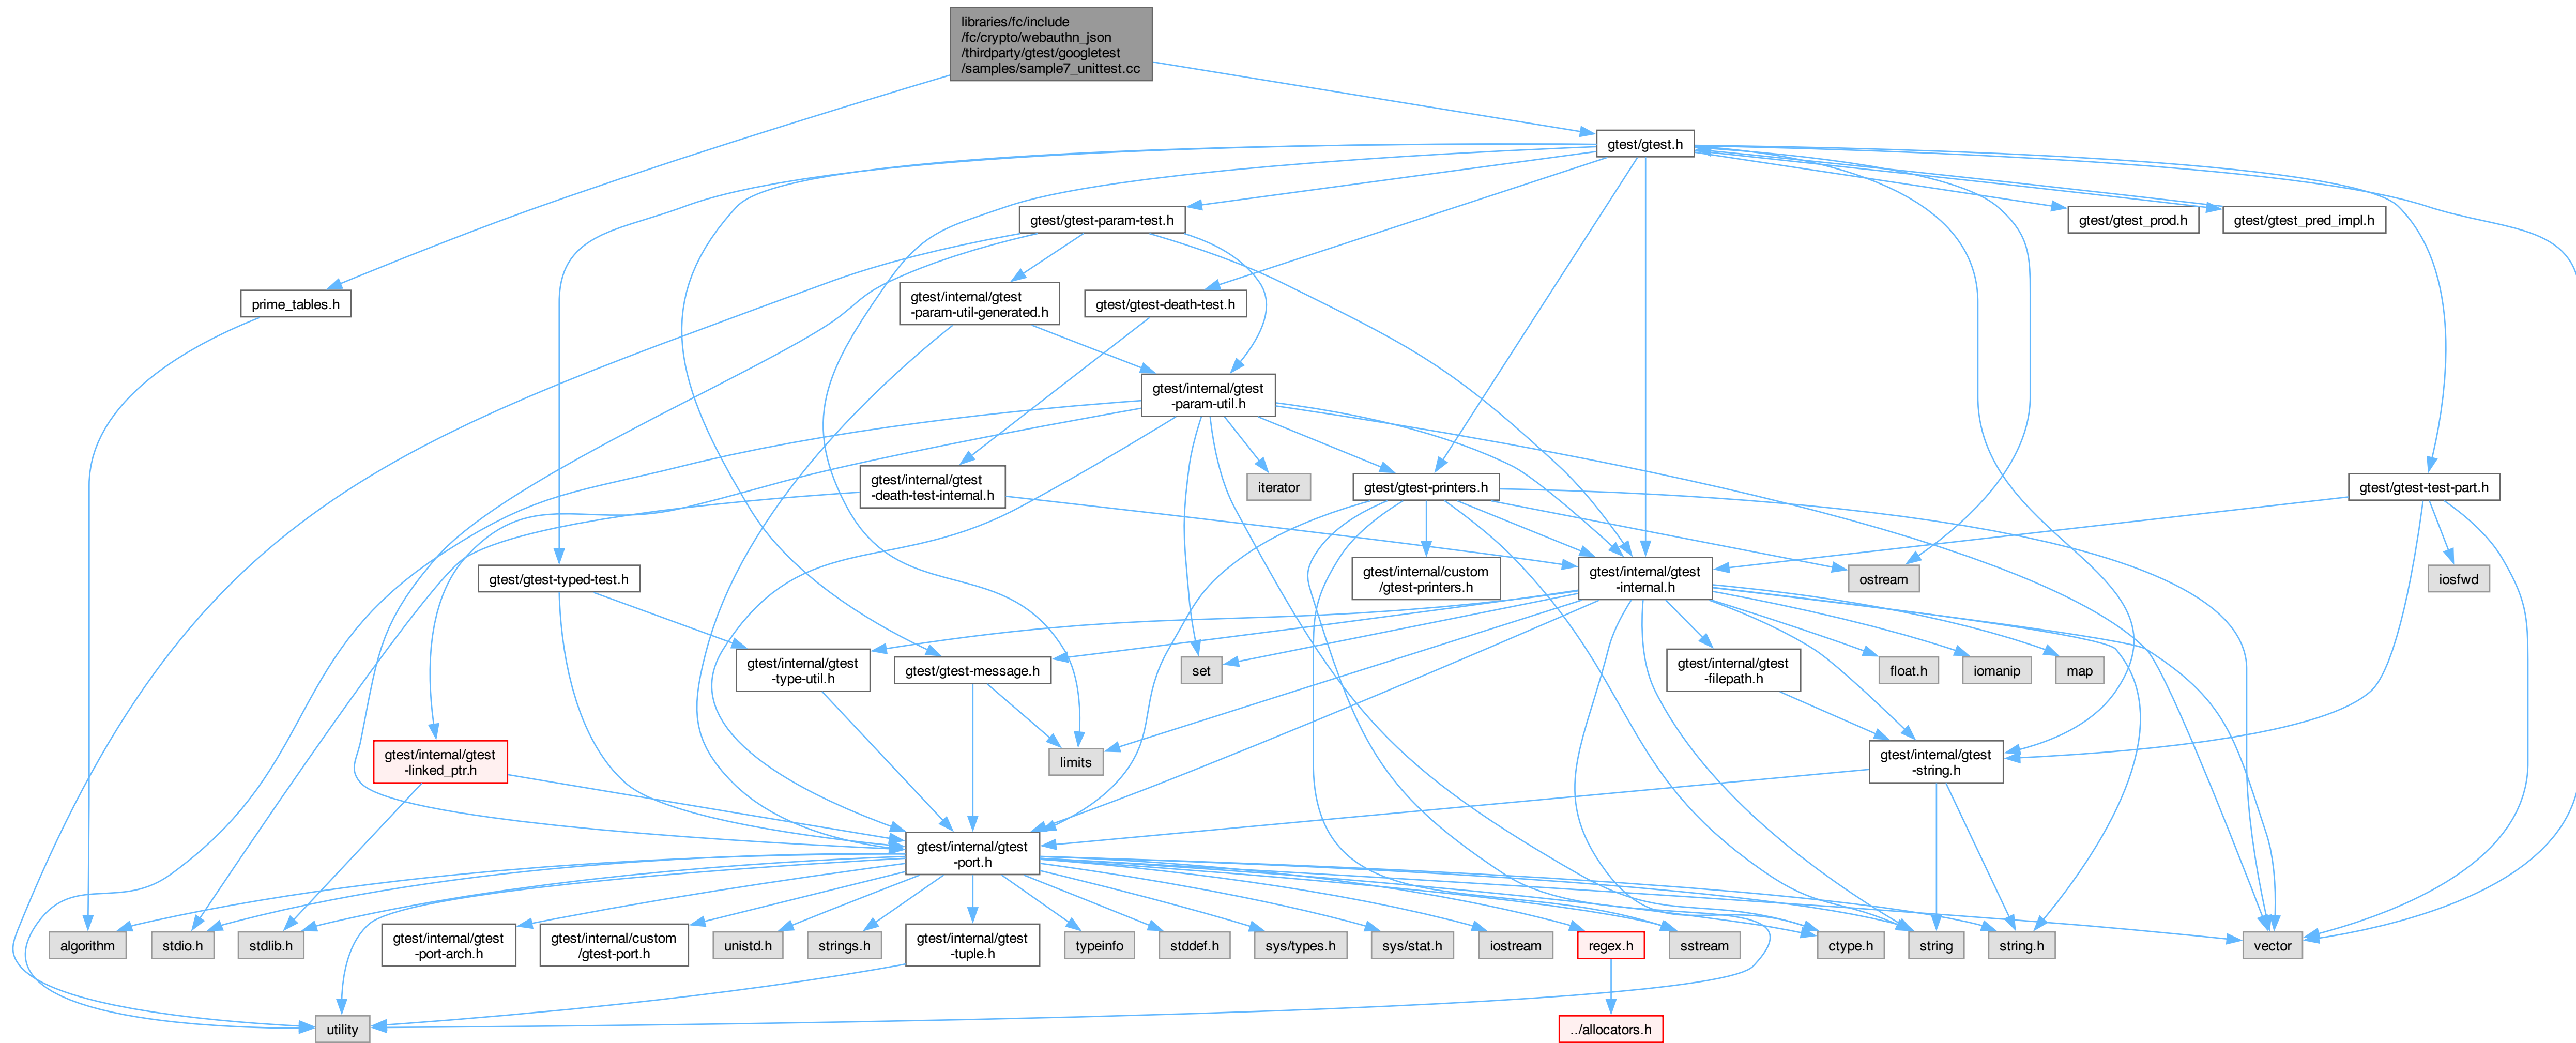 libraries/fc/include
/fc/crypto/webauthn_json
/thirdparty/gtest/googletest
/samples/sample7_unittest.cc
gtest/gtest.h
gtest/gtest-param-test.h
gtest/gtest_prod.h
gtest/gtest_pred_impl.h
prime_tables.h
gtest/internal/gtest
-param-util-generated.h
gtest/gtest-death-test.h
gtest/internal/gtest
-param-util.h
gtest/internal/gtest
-death-test-internal.h
iterator
gtest/gtest-printers.h
gtest/gtest-test-part.h
gtest/gtest-typed-test.h
gtest/internal/custom
/gtest-printers.h
gtest/internal/gtest
-internal.h
ostream
iosfwd
gtest/internal/gtest
-type-util.h
gtest/gtest-message.h
set
gtest/internal/gtest
-filepath.h
float.h
iomanip
map
gtest/internal/gtest
-linked_ptr.h
limits
gtest/internal/gtest
-string.h
gtest/internal/gtest
-port.h
algorithm
stdio.h
stdlib.h
gtest/internal/gtest
-port-arch.h
gtest/internal/custom
/gtest-port.h
unistd.h
strings.h
gtest/internal/gtest
-tuple.h
typeinfo
stddef.h
sys/types.h
sys/stat.h
iostream
regex.h
sstream
ctype.h
string
string.h
vector
utility
../allocators.h